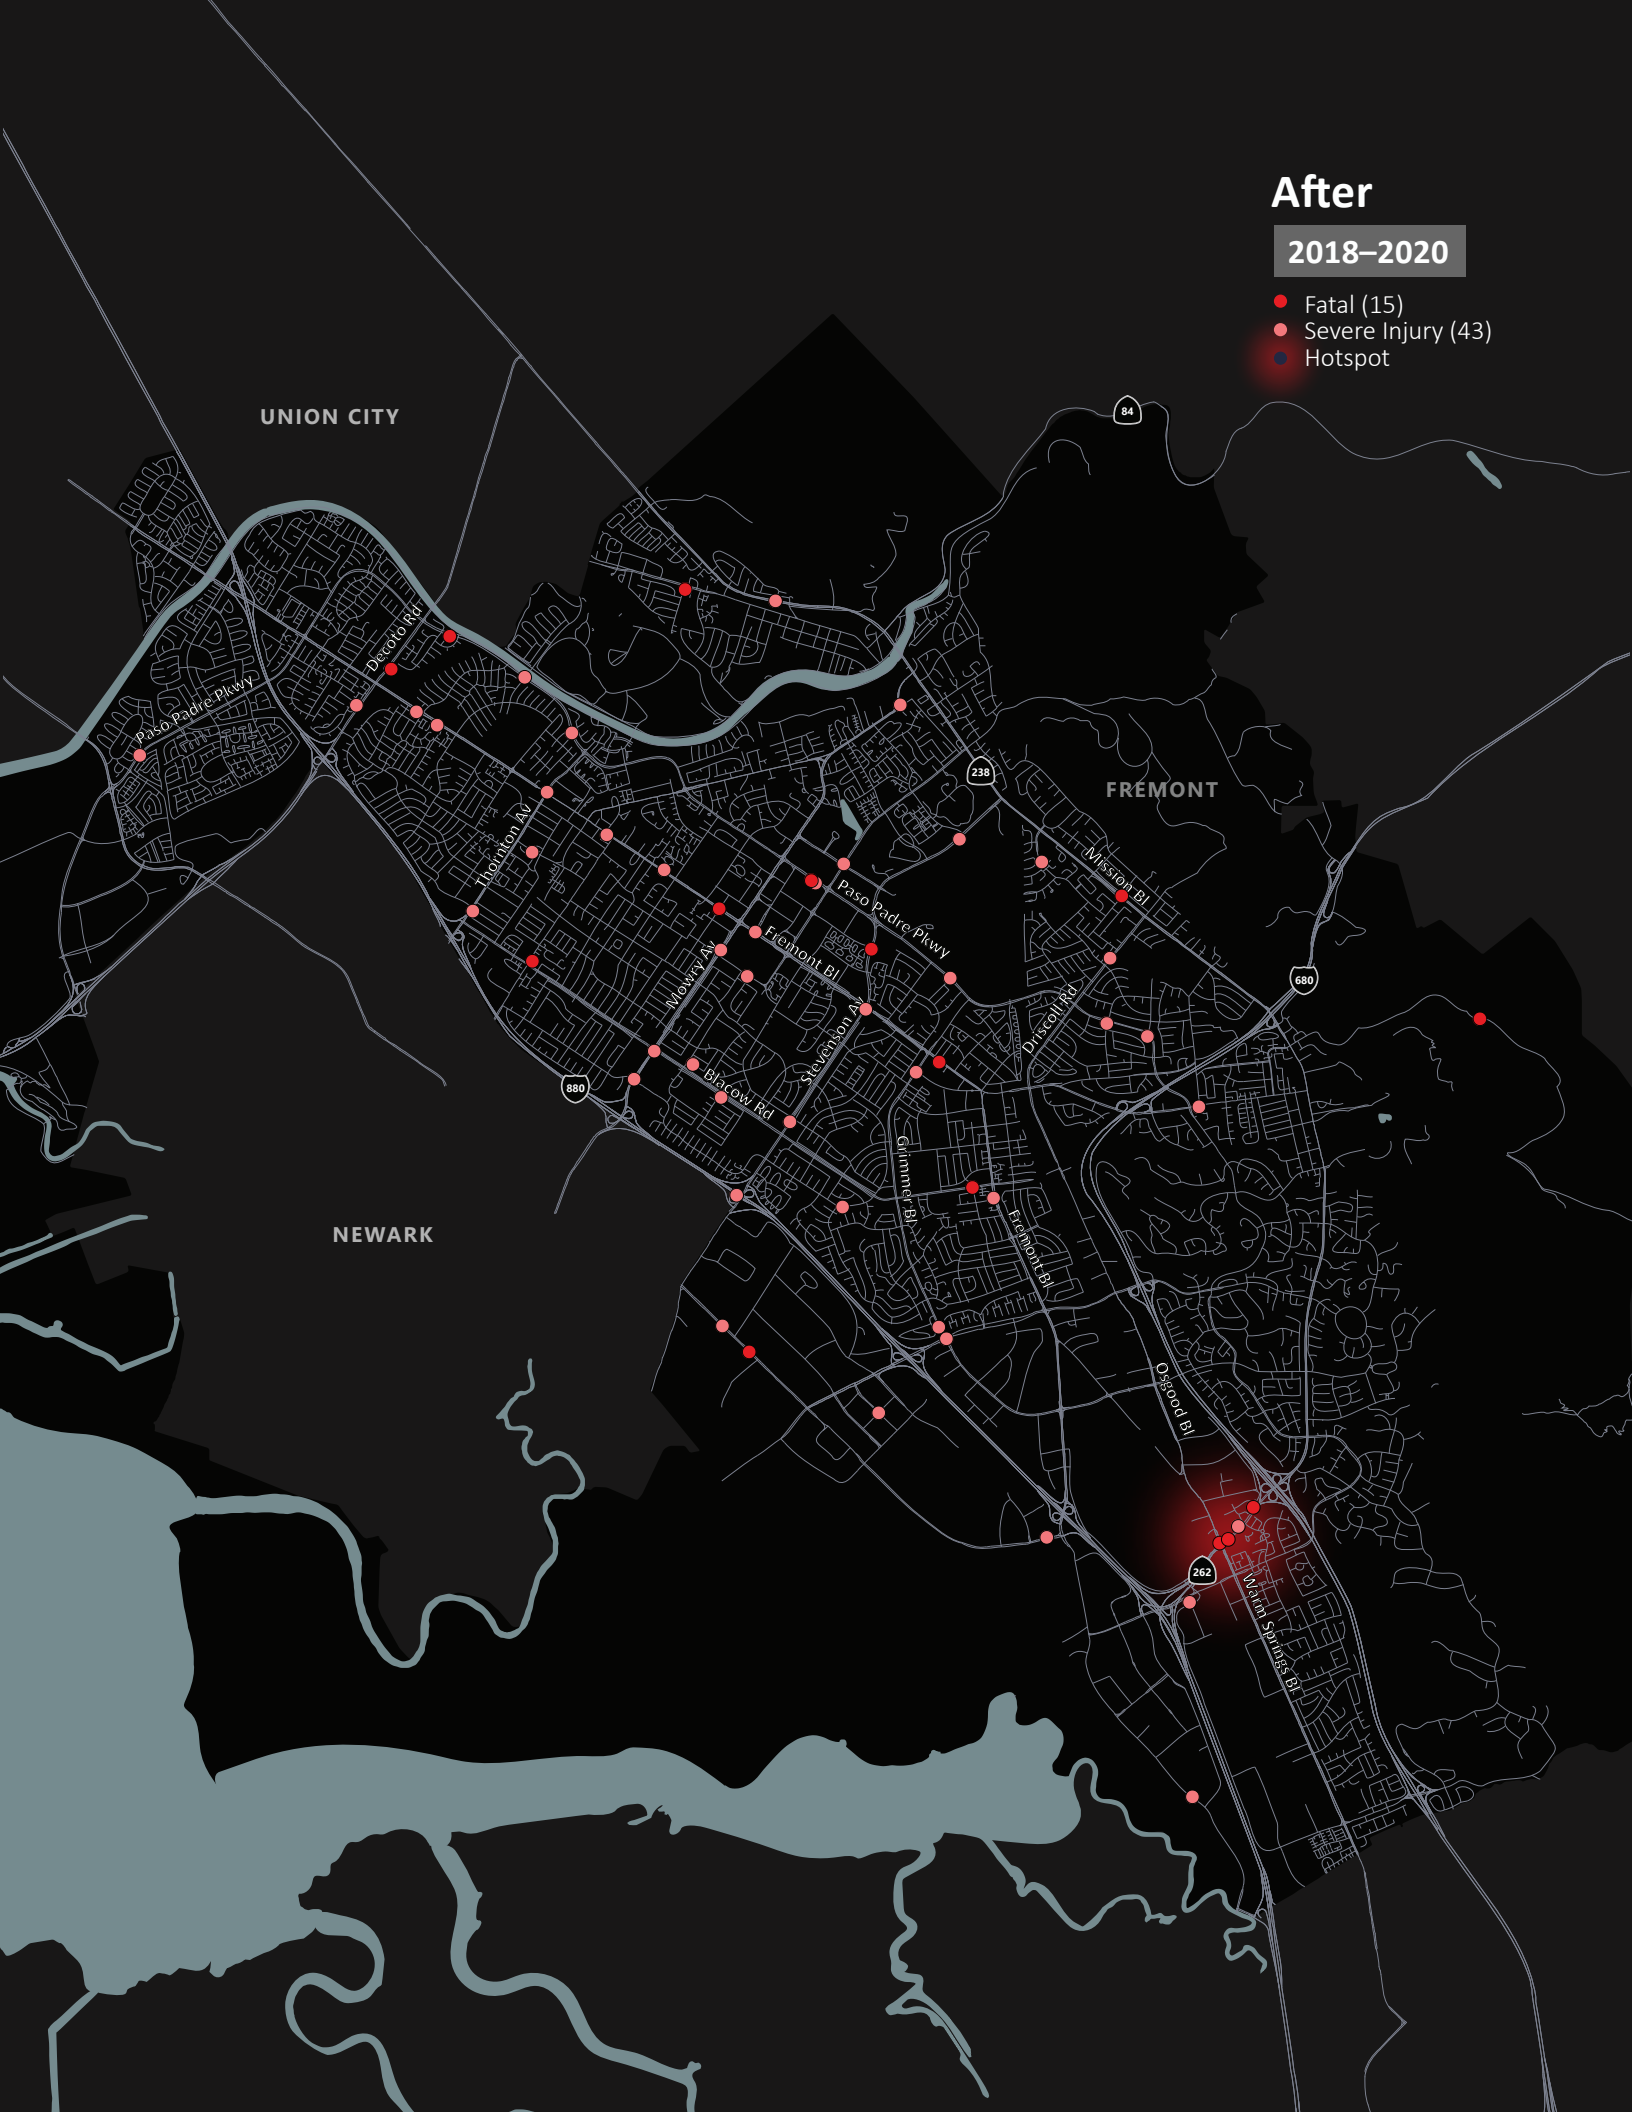 After
2018–2020
Fatal (15)
Severe Injury (43)
Hotspot
84
UNION CITY
Decoto Rd
Paso Padre Pkwy
238
FREMONT
Thornton Av
Mission Bl
Paso Padre Pkwy
Fremont Bl
Mowry Av
680
Stevenson Av
Driscoll Rd
880
Blacow Rd
Grimmer Bl
NEWARK
Fremont Bl
Osgood Bl
262
Warm Springs Bl